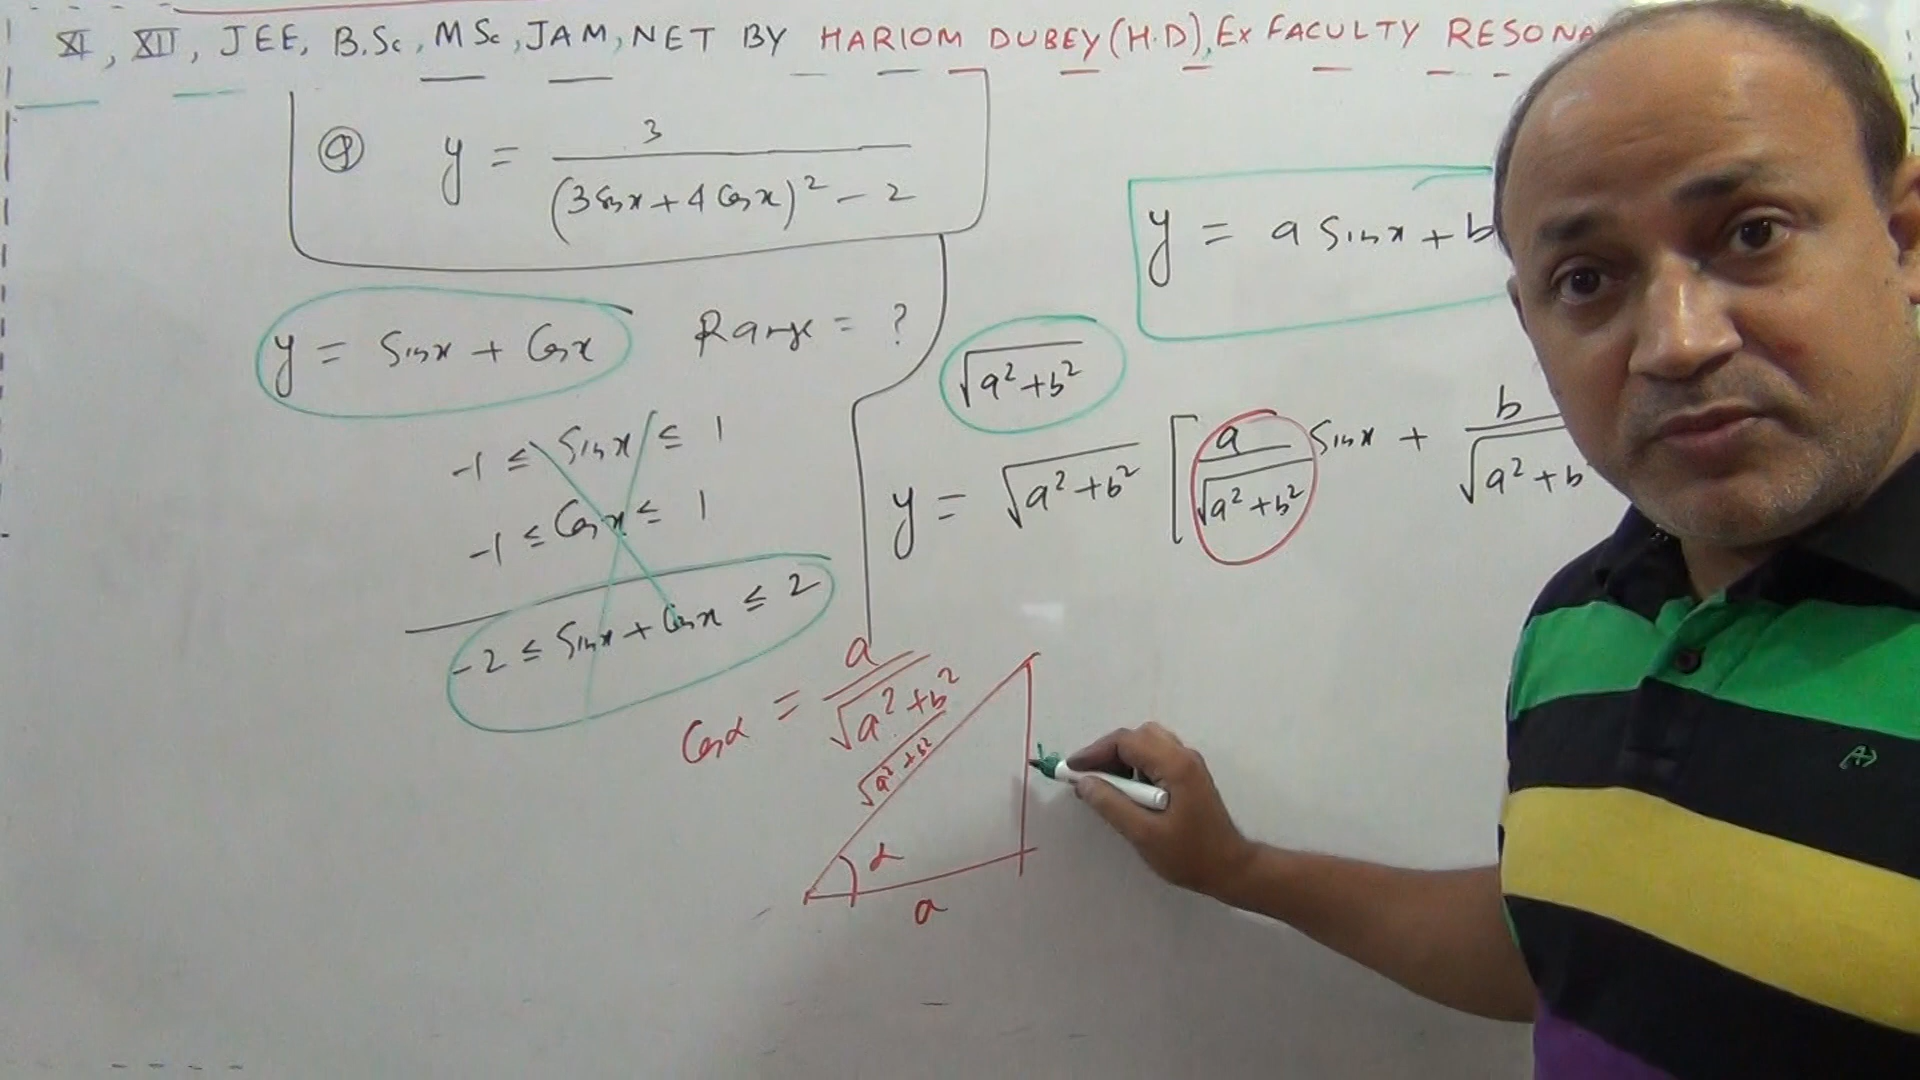 XI, XII, JEE, B.Sc, MSc, JAM, NET BY HARIOM DUBEY (H.D), Ex FACULTY RESONA
Q y = 3 / (3 Sinx + 4 Cosx)² - 2
y = a Sinx + b
y = Sinx + Cosx Range = ?
√a² + b²
-1 ≤ Sinx ≤ 1
-1 ≤ Cosx ≤ 1
-2 ≤ Sinx + Cosx ≤ 2
y = √a² + b² [ a / √a² + b² Sinx + b / √a² + b
Cosα = a / √a² + b²
√a² + b²
α
a